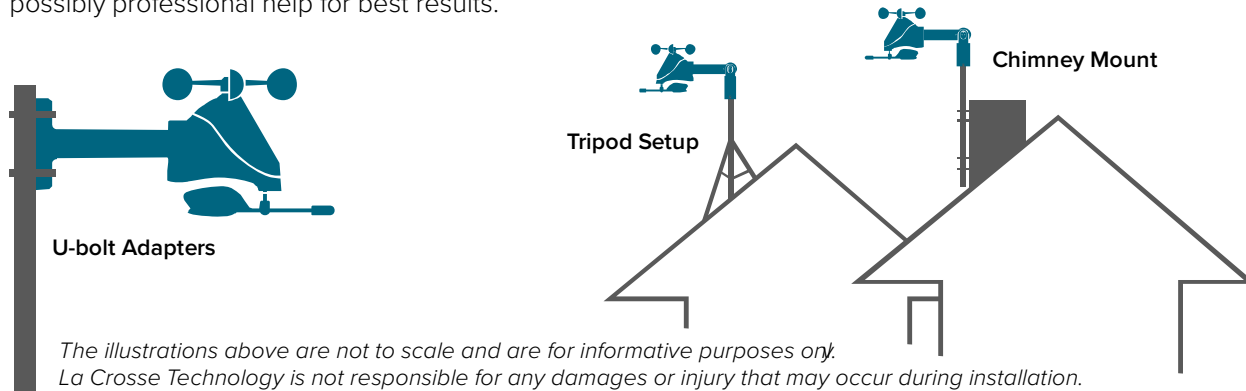 possibly professional help for best results.
Chimney Mount
Tripod Setup
U-bolt Adapters
The illustrations above are not to scale and are for informative purposes only.
La Crosse Technology is not responsible for any damages or injury that may occur during installation.